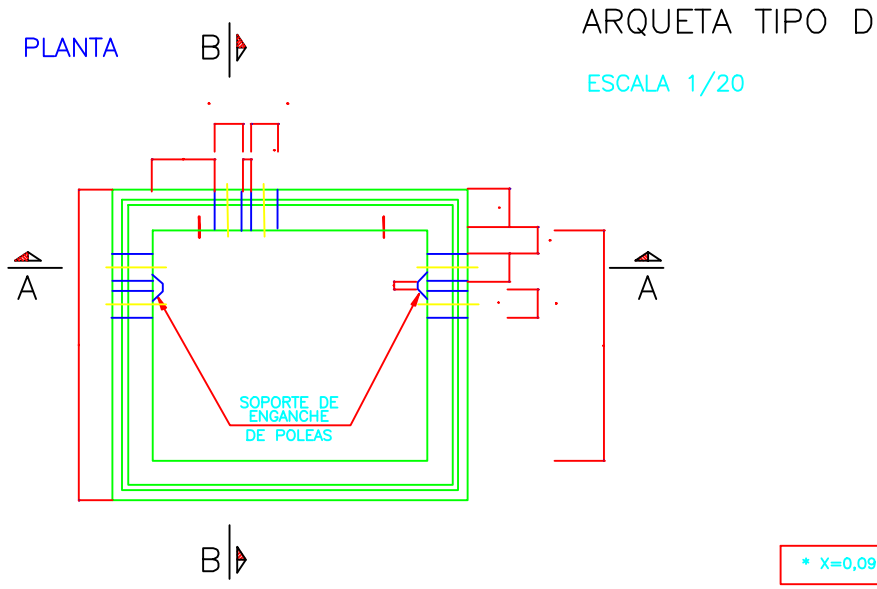 ARQUETA TIPO D
PLANTA
B
ESCALA 1/20
A
A
SOPORTE DE
ENGANCHE
DE POLEAS
B
* X=0,09